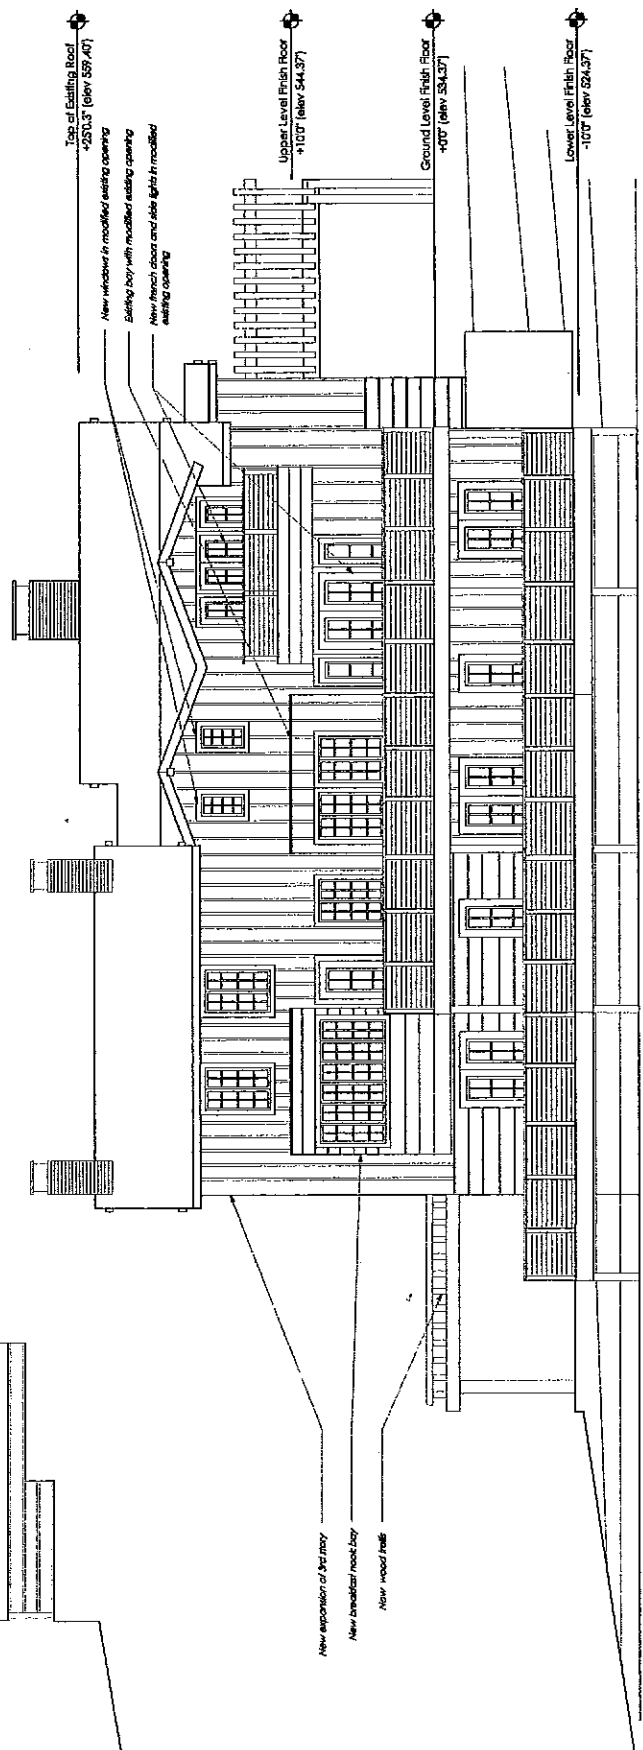 Top of Existing Roof
+25'0.3" (elev 559.40')
New windows in modified existing opening
Existing bay with modified existing opening
New french doors and side lights in modified
existing opening
Upper Level Finish Floor
+10'0" (elev 544.37')
Ground Level Finish Floor
+0'0" (elev 534.37')
Lower Level Finish Floor
-10'0" (elev 524.37')
New expansion of 3rd story
New breakfast nook bay
New wood trellis